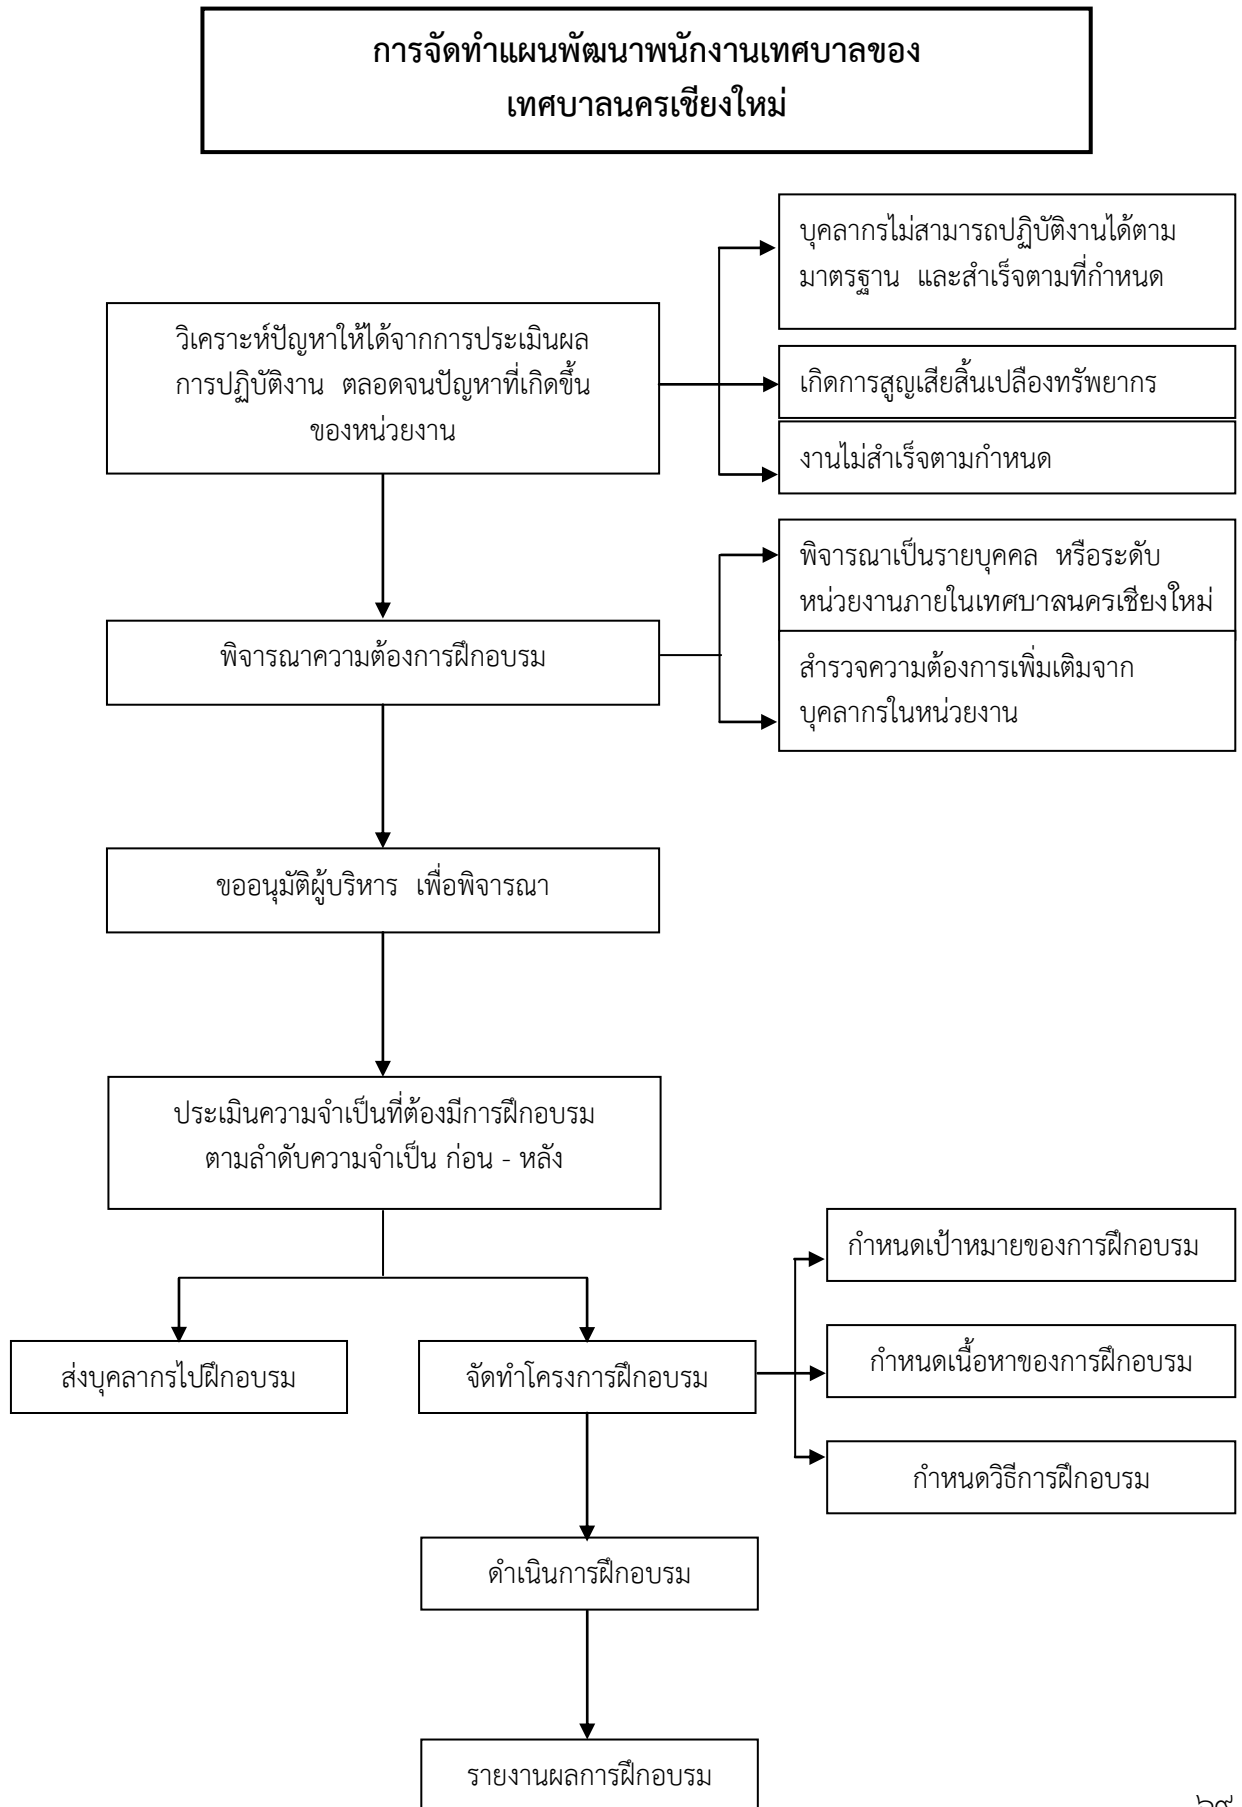 การจัดทำแผนพัฒนาพนักงานเทศบาลของ
เทศบาลนครเชียงใหม่
บุคลากรไม่สามารถปฏิบัติงานได้ตาม
มาตรฐาน และสำเร็จตามที่กำหนด
วิเคราะห์ปัญหาให้ได้จากการประเมินผล
การปฏิบัติงาน ตลอดจนปัญหาที่เกิดขึ้น
ของหน่วยงาน
เกิดการสูญเสียสิ้นเปลืองทรัพยากร
งานไม่สำเร็จตามกำหนด
พิจารณาเป็นรายบุคคล หรือระดับ
หน่วยงานภายในเทศบาลนครเชียงใหม่
พิจารณาความต้องการฝึกอบรม
สำรวจความต้องการเพิ่มเติมจาก
บุคลากรในหน่วยงาน
ขออนุมัติผู้บริหาร เพื่อพิจารณา
ประเมินความจำเป็นที่ต้องมีการฝึกอบรม
ตามลำดับความจำเป็น ก่อน - หลัง
กำหนดเป้าหมายของการฝึกอบรม
ส่งบุคลากรไปฝึกอบรม
จัดทำโครงการฝึกอบรม
กำหนดเนื้อหาของการฝึกอบรม
กำหนดวิธีการฝึกอบรม
ดำเนินการฝึกอบรม
รายงานผลการฝึกอบรม
๖๙